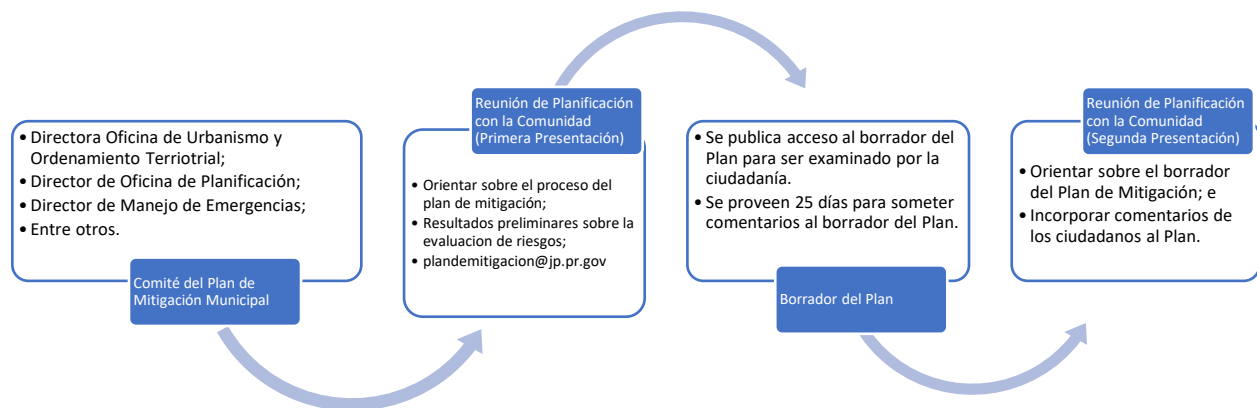 • Directora Oficina de Urbanismo y
Ordenamiento Terriotrial;
• Director de Oficina de Planificación;
• Director de Manejo de Emergencias;
• Entre otros.
Comité del Plan de
Mitigación Municipal
Reunión de Planificación
con la Comunidad
(Primera Presentación)
• Orientar sobre el proceso del
plan de mitigación;
• Resultados preliminares sobre la
evaluacion de riesgos;
• plandemitigacion@jp.pr.gov
• Se publica acceso al borrador del
Plan para ser examinado por la
ciudadanía.
• Se proveen 25 días para someter
comentarios al borrador del Plan.
Borrador del Plan
Reunión de Planificación
con la Comunidad
(Segunda Presentación)
• Orientar sobre el borrador
del Plan de Mitigación; e
• Incorporar comentarios de
los ciudadanos al Plan.